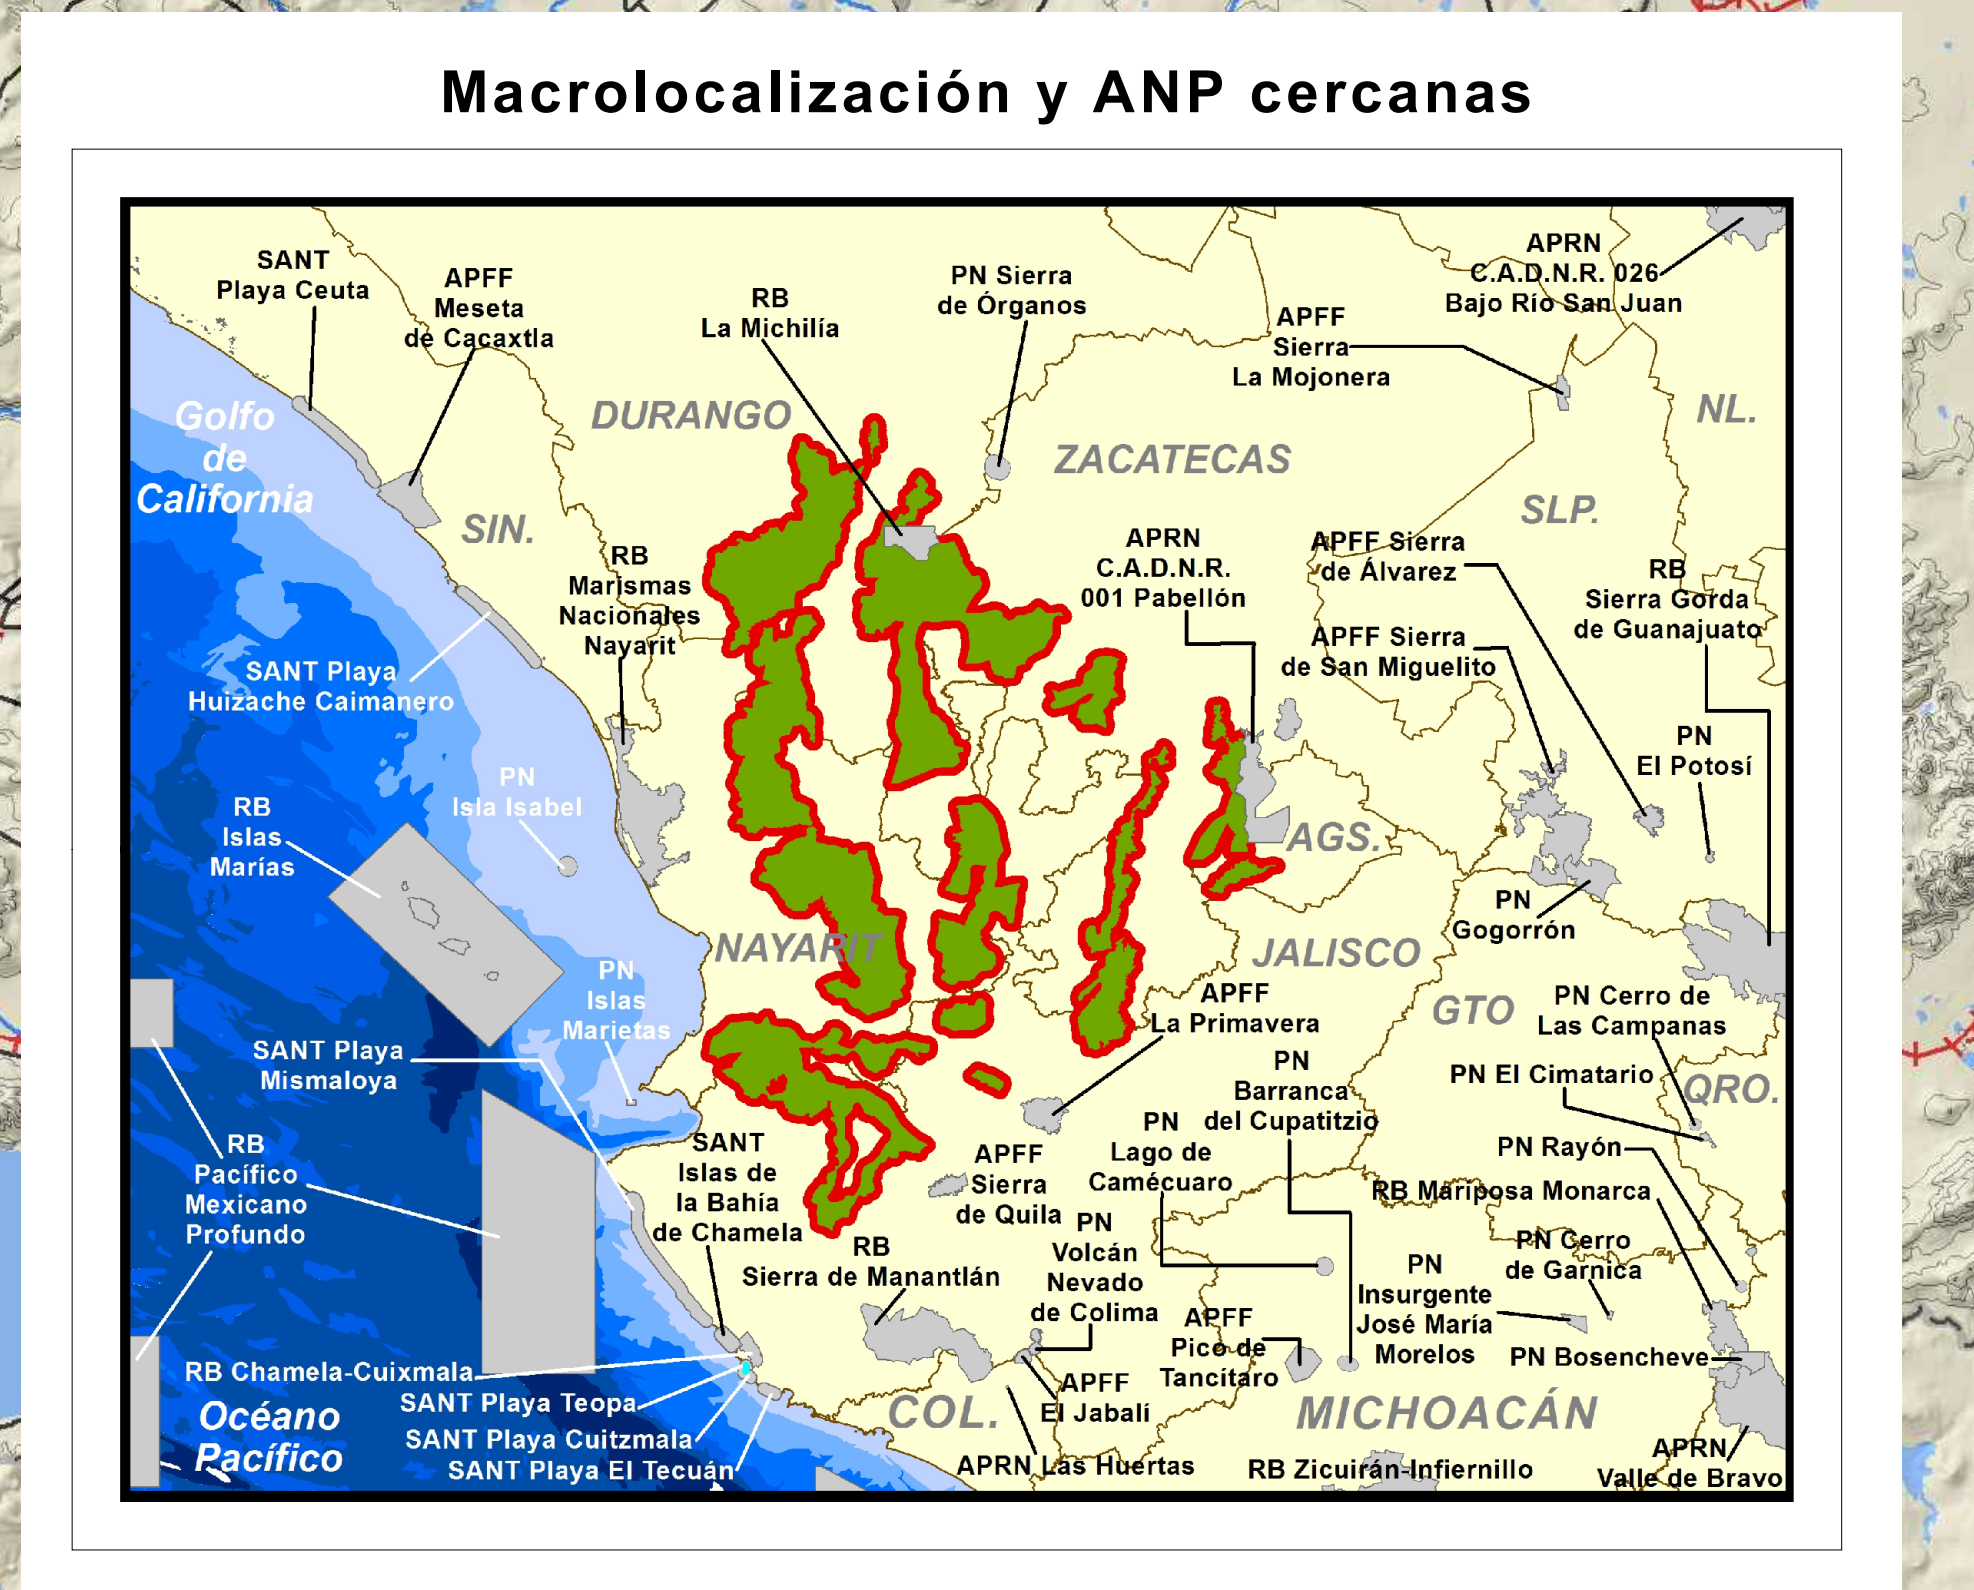 Macrolocalización y ANP cercanas
SANT
Playa Ceuta
APFF
Meseta
de Cacaxtla
RB
La Michilía
PN Sierra
de Órganos
APFF
Sierra
La Mojonera
APRN
C.A.D.N.R. 026
Bajo Río San Juan
Golfo
de
California
DURANGO
ZACATECAS
NL.
SIN.
SLP.
RB
Marismas
Nacionales
Nayarit
APRN
C.A.D.N.R.
001 Pabellón
APFF Sierra
de Álvarez
APFF Sierra
de San Miguelito
RB
Sierra Gorda
de Guanajuato
SANT Playa
Huizache Caimanero
PN
Isla Isabel
PN
El Potosí
RB
Islas
Marías
AGS.
PN
Gogorrón
NAYARIT
JALISCO
PN
Islas
Marietas
APFF
La Primavera
GTO
PN Cerro de
Las Campanas
SANT Playa
Mismaloya
PN
Barranca
del Cupatitzio
PN El Cimatario
QRO.
RB
Pacífico
Mexicano
Profundo
SANT
Islas de
la Bahía
de Chamela
APFF
Sierra
de Quila
PN
Lago de
Camécuaro
PN Rayón
RB Mariposa Monarca
RB
Sierra de Manantlán
PN
Volcán
Nevado
de Colima
PN Cerro
de Garnica
PN
Insurgente
José María
Morelos
APFF
Pico de
Tancítaro
PN Bosencheve
RB Chamela-Cuixmala
SANT Playa Teopa
SANT Playa Cuitzmala
SANT Playa El Tecuán
Océano
Pacífico
COL.
APFF
El Jabalí
MICHOACÁN
APRN Las Huertas
RB Zicuirán-Infiernillo
APRN
Valle de Bravo